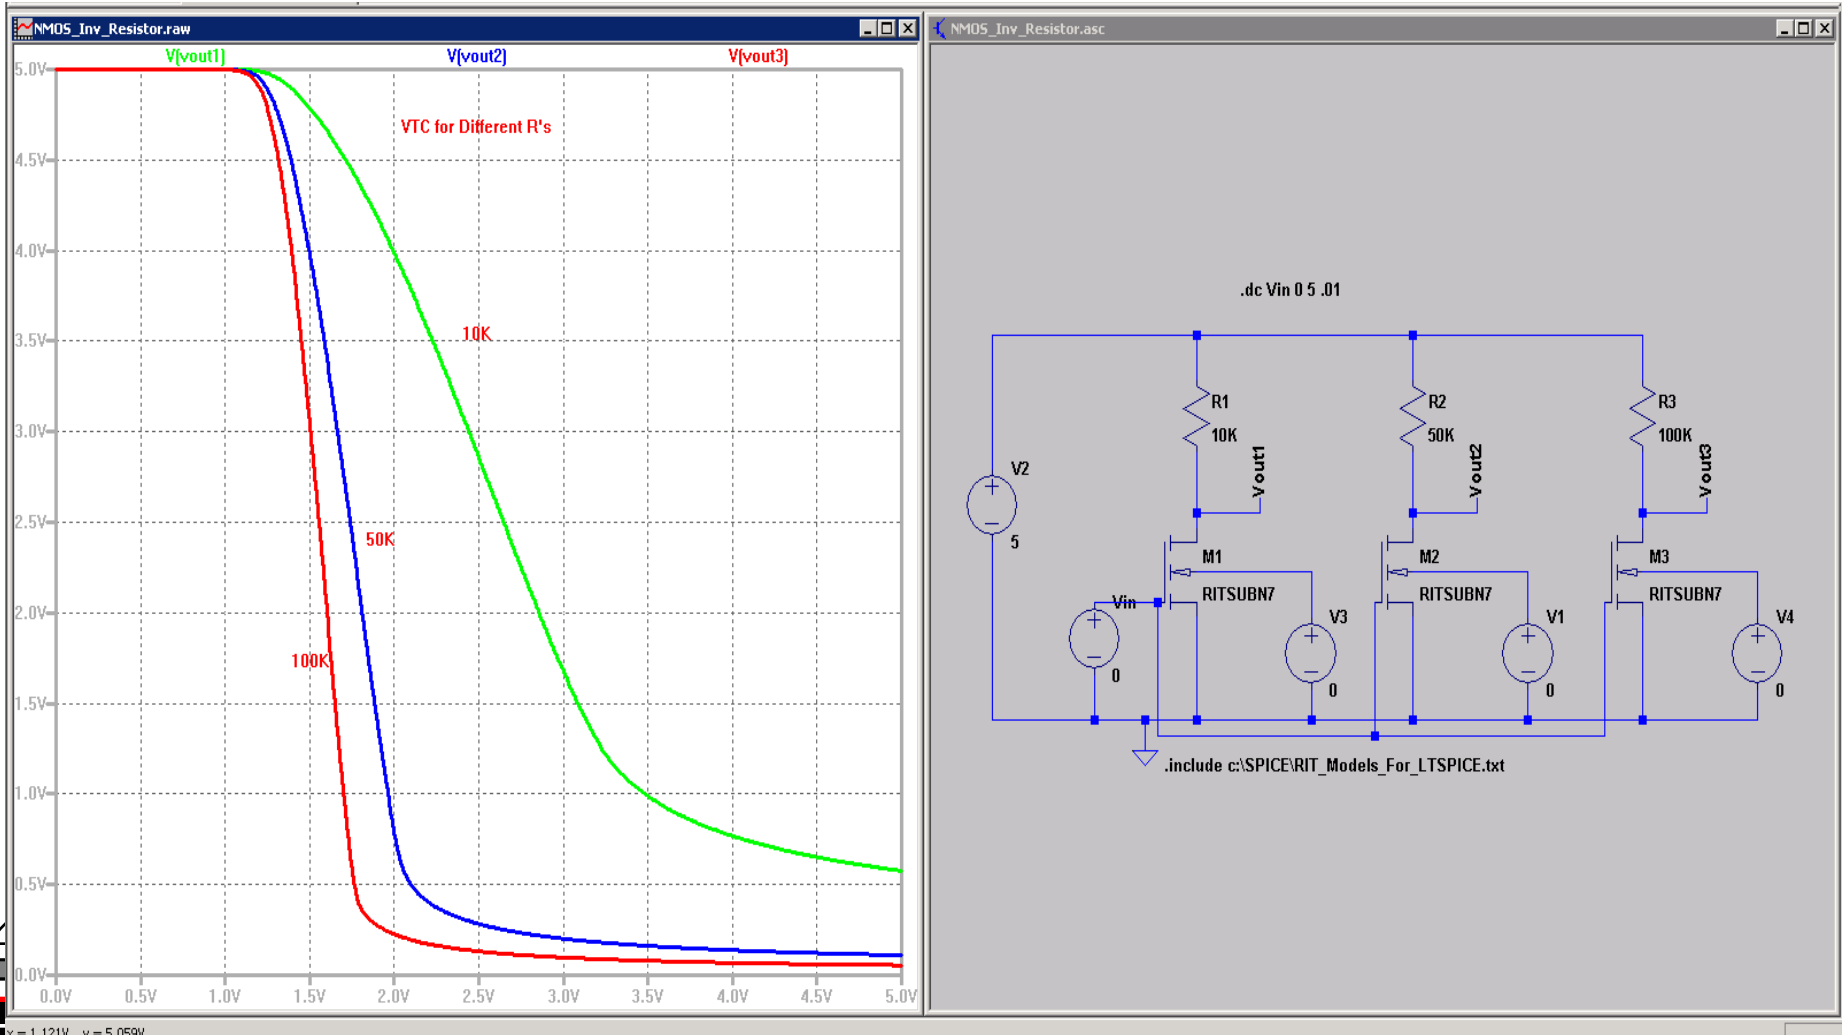 NMOS_Inv_Resistor.raw
V(vout1) V(vout2) V(vout3)
5.0V
4.5V
4.0V
3.5V
3.0V
2.5V
2.0V
1.5V
1.0V
0.5V
0.0V
VTC for Different R's
10K
50K
100K
0.0V 0.5V 1.0V 1.5V 2.0V 2.5V 3.0V 3.5V 4.0V 4.5V 5.0V
NMOS_Inv_Resistor.asc
.dc Vin 0 5 .01
R1
10K
Vout1
R2
50K
Vout2
R3
100K
Vout3
V2
5
M1
RITSUBN7
M2
RITSUBN7
M3
RITSUBN7
Vin
0
V3
0
V1
0
V4
0
.include c:\SPICE\RIT_Models_For_LTSPICE.txt
x = 1.121V y = 5.059V